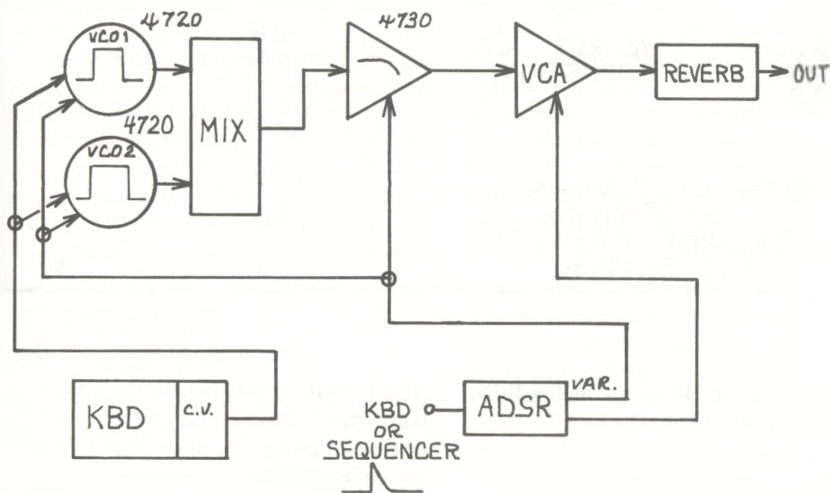 4720
4730
VCO1
VCA
REVERB
OUT
4720
MIX
VCO2
KBD
C.V.
KBD
OR
SEQUENCER
ADSR
VAR.